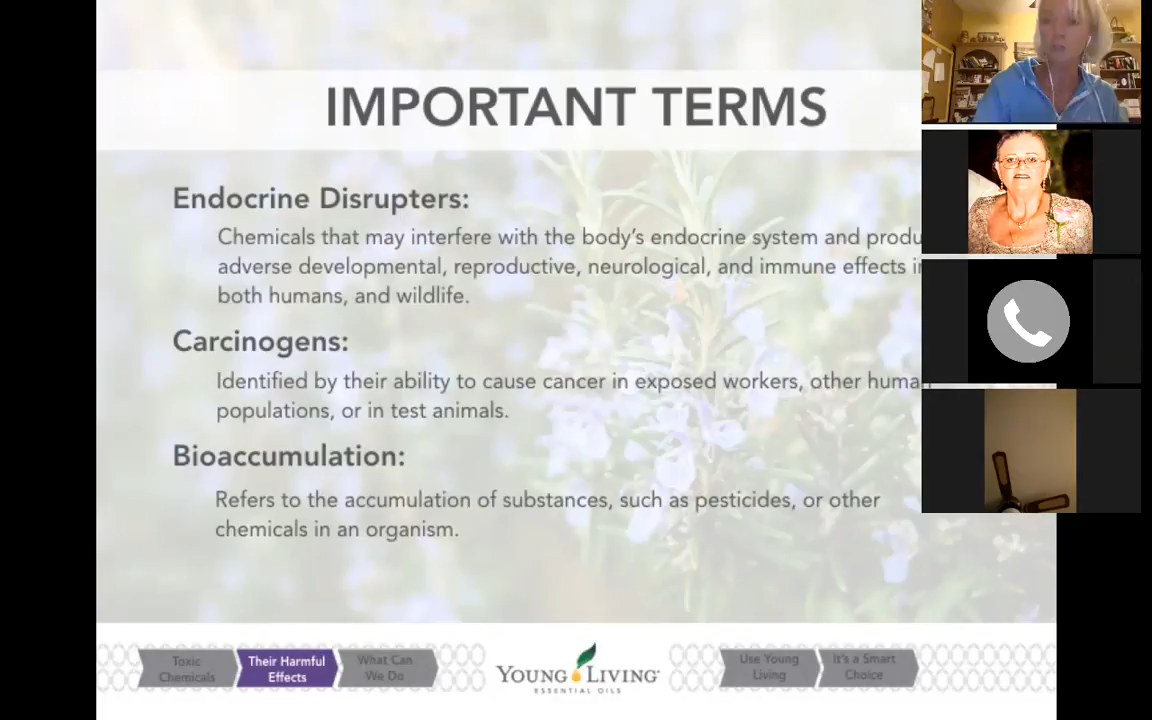 IMPORTANT TERMS
Endocrine Disrupters:
Chemicals that may interfere with the body's endocrine system and produ
adverse developmental, reproductive, neurological, and immune effects in
both humans, and wildlife.
Carcinogens:
Identified by their ability to cause cancer in exposed workers, other human
populations, or in test animals.
Bioaccumulation:
Refers to the accumulation of substances, such as pesticides, or other
chemicals in an organism.
Toxic
Chemicals
Their Harmful
Effects
What Can
We Do
YOUNG LIVING
ESSENTIAL OILS
Use Young
Living
It's a Smart
Choice